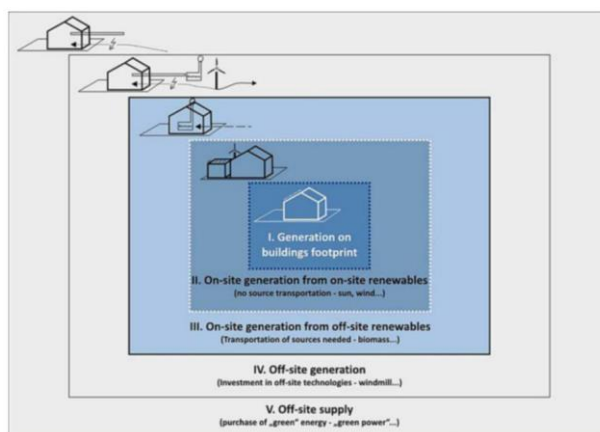 I. Generation on
buildings footprint
II. On-site generation from on-site renewables
(no source transportation - sun, wind...)
III. On-site generation from off-site renewables
(Transportation of sources needed - biomass...)
IV. Off-site generation
(Investment in off-site technologies - windmill...)
V. Off-site supply
(purchase of „green“ energy - „green power“...)